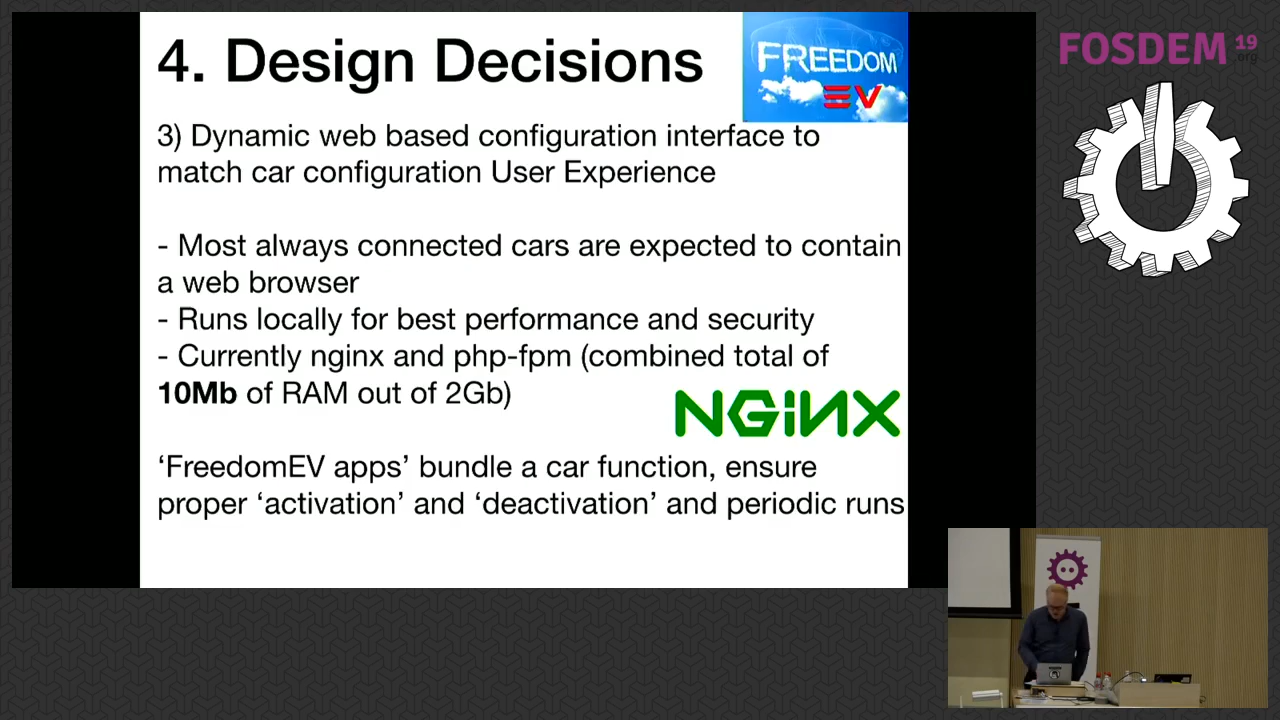 4. Design Decisions
FREEDOM
EV
3) Dynamic web based configuration interface to
match car configuration User Experience
- Most always connected cars are expected to contain
a web browser
- Runs locally for best performance and security
- Currently nginx and php-fpm (combined total of
10Mb of RAM out of 2Gb)
NGINX
‘FreedomEV apps’ bundle a car function, ensure
proper ‘activation’ and ‘deactivation’ and periodic runs
FOSDEM 19
.org